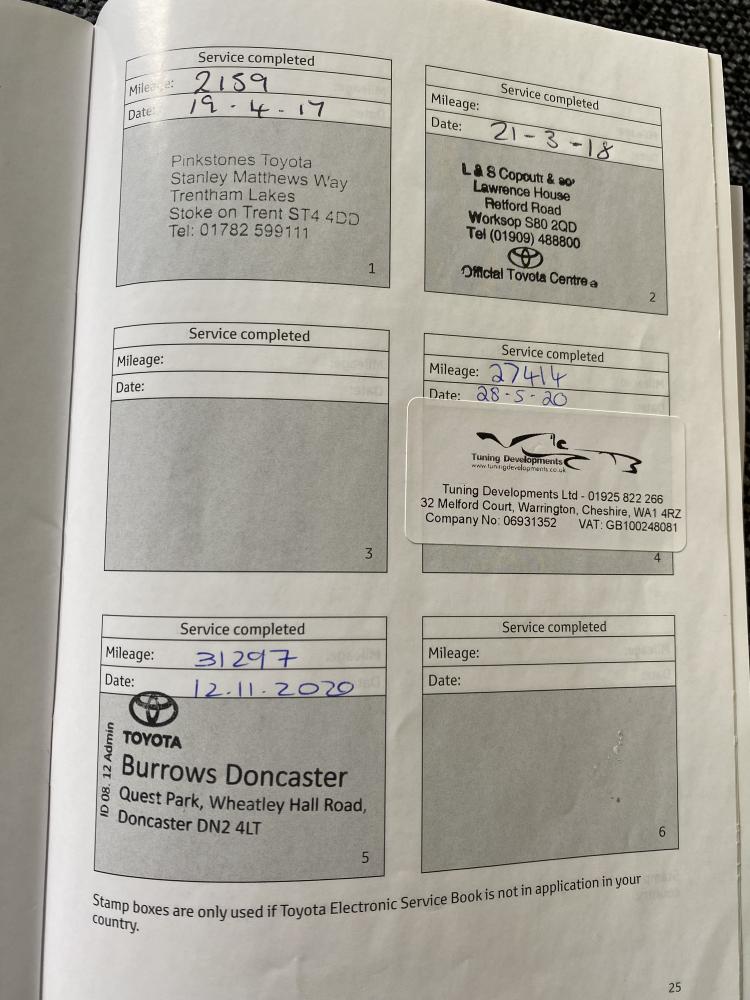 Service completed
Mileage: 2159
Date: 19-4-17
Pinkstones Toyota
Stanley Matthews Way
Trentham Lakes
Stoke on Trent ST4 4DD
Tel: 01782 599111
1
Service completed
Mileage:
Date: 21-3-18
L & S Copoutt &
Lawrence House
Retford Road
Worksop S80 2QD
Tel (01909) 488800
Official Toyota Centre
2
Service completed
Mileage:
Date:
3
Service completed
Mileage: 27414
Date: 28-5-20
Tuning Developments
www.tuningdevelopments.co.uk
Tuning Developments Ltd - 01925 822 266
32 Melford Court, Warrington, Cheshire, WA1 4RZ
Company No: 06931352 VAT: GB100248081
4
Service completed
Mileage: 31297
Date: 12.11.2020
TOYOTA
ID 08. 12 Admin
Burrows Doncaster
Quest Park, Wheatley Hall Road,
Doncaster DN2 4LT
5
Service completed
Mileage:
Date:
6
Stamp boxes are only used if Toyota Electronic Service Book is not in application in your
country.
25